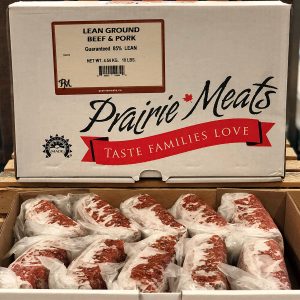 LEAN GROUND
BEEF & PORK
Guaranteed 85% LEAN
NET WT. 4.54 KG. 10 LBS.
PM
Prairie Meats
TASTE FAMILIES LOVE